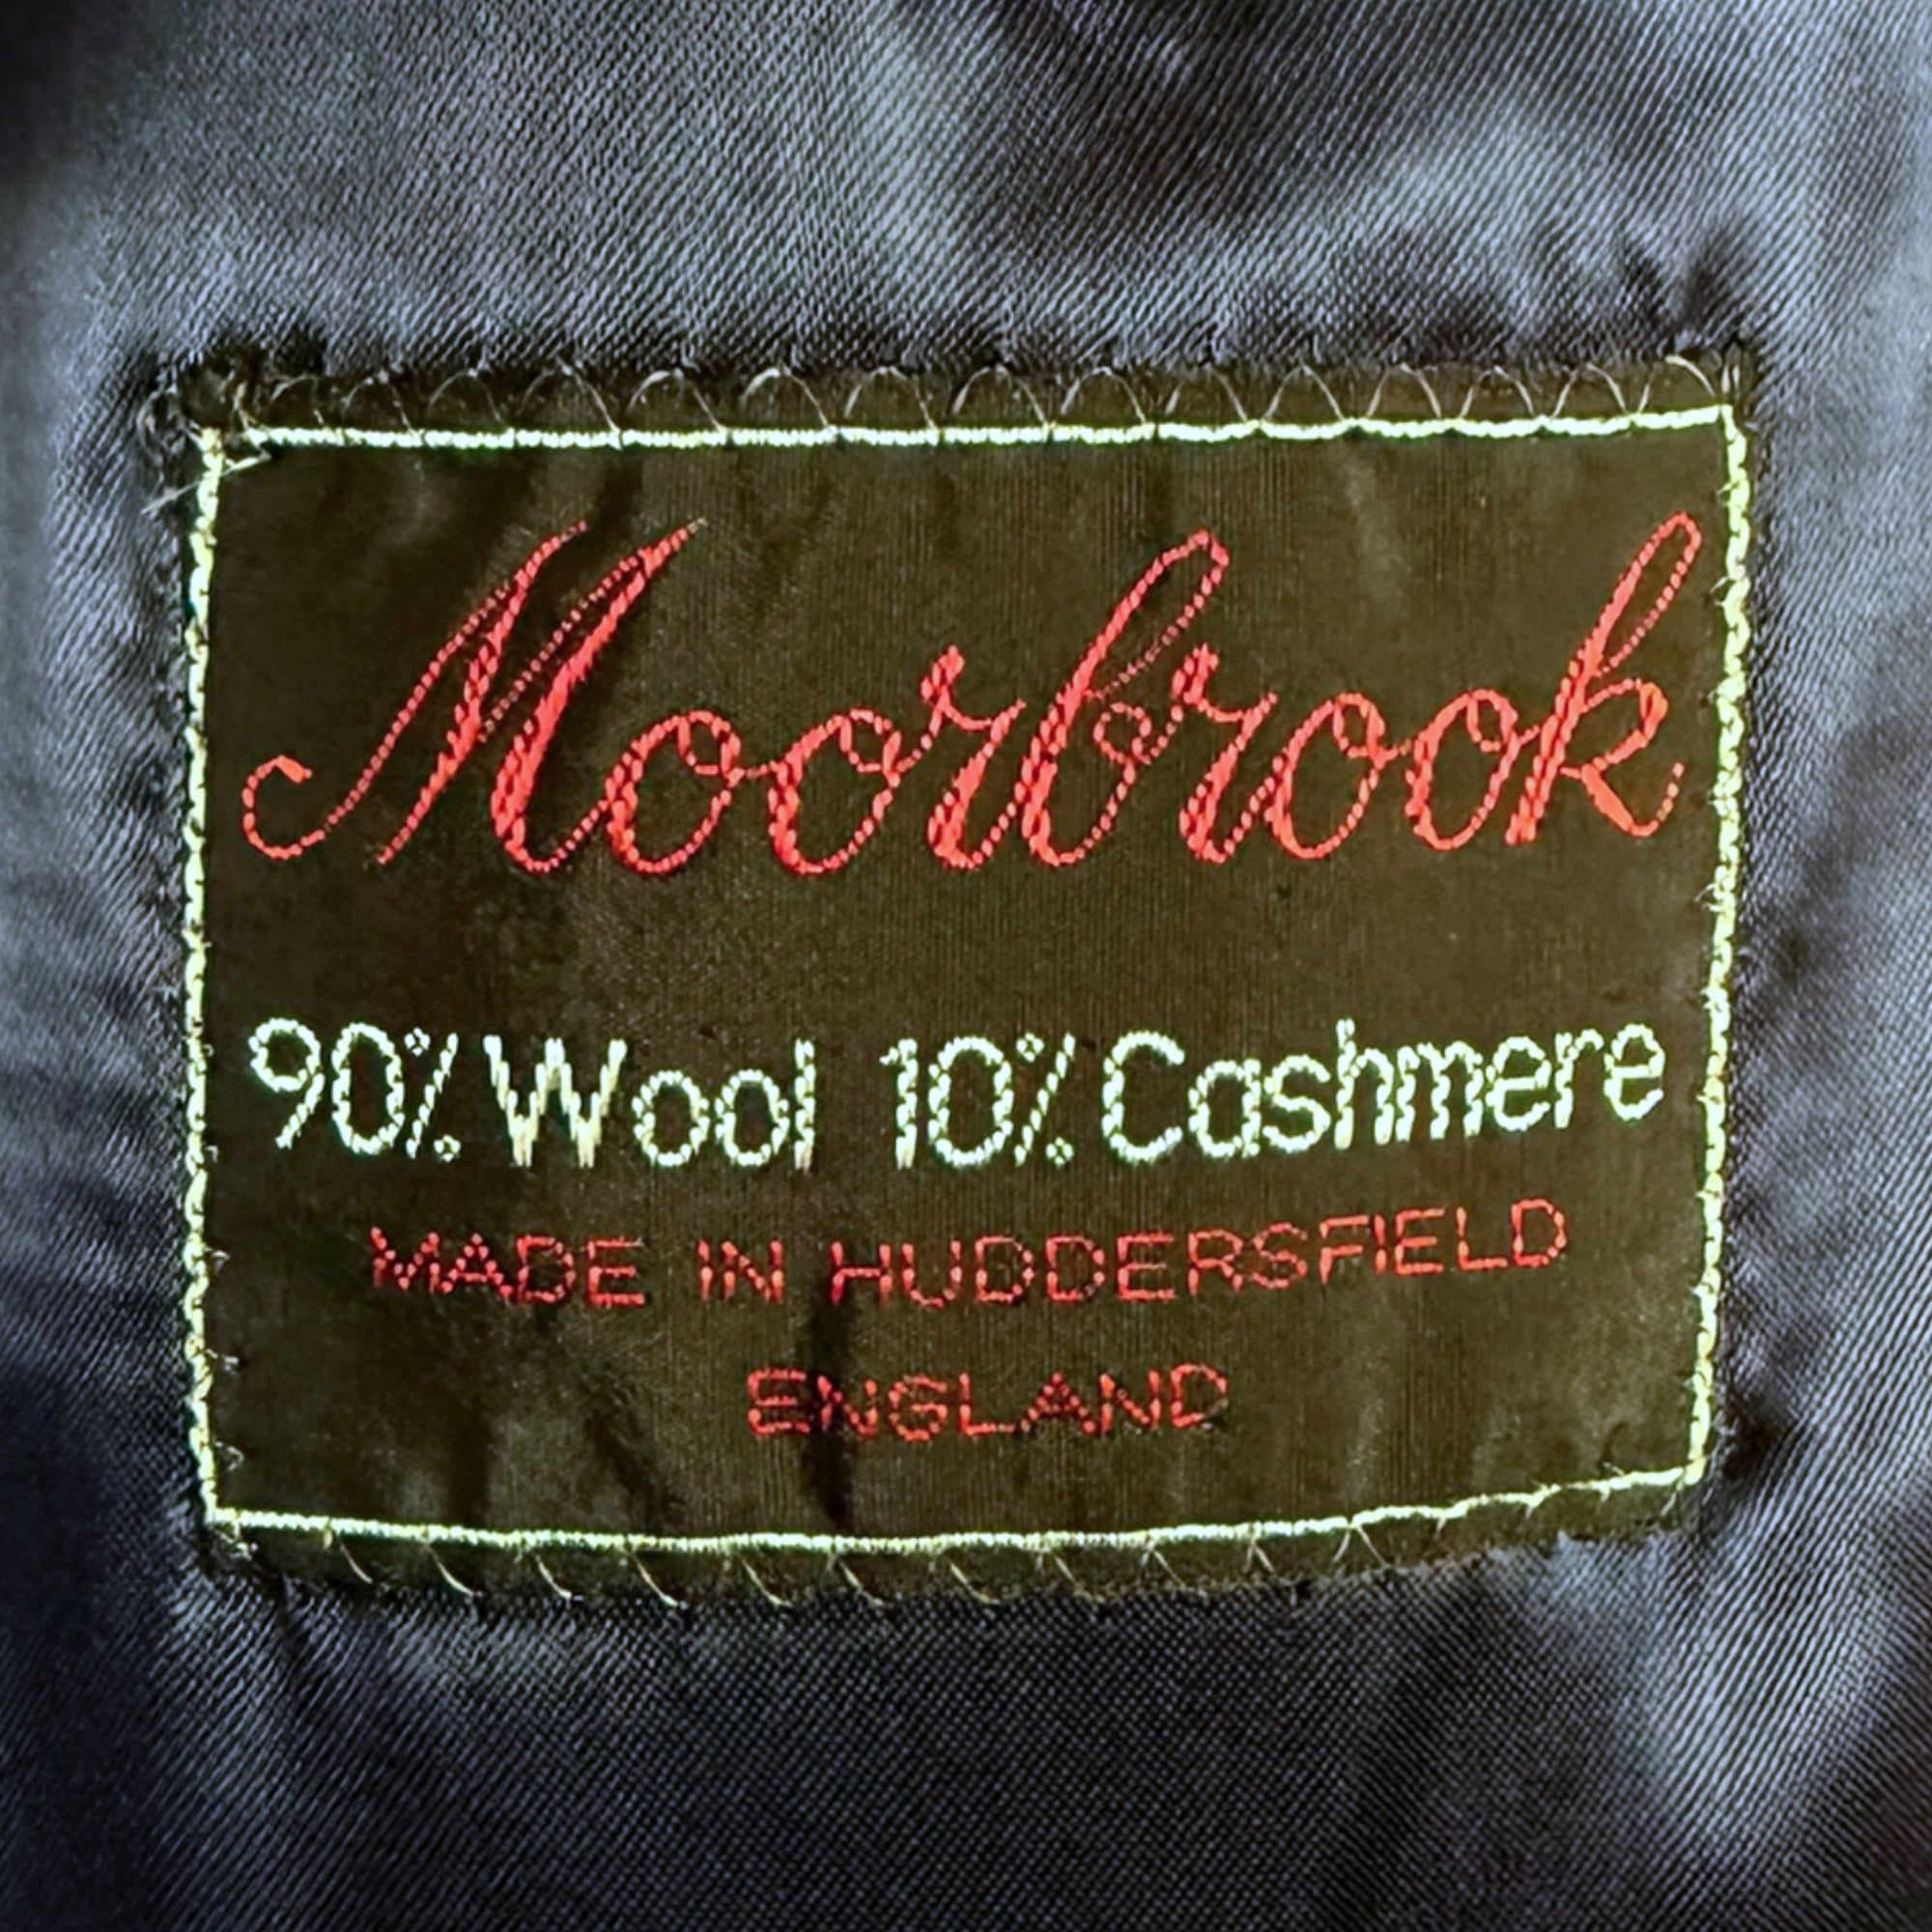 Moorbrook
90% Wool 10% Cashmere
MADE IN HUDDERSFIELD
ENGLAND